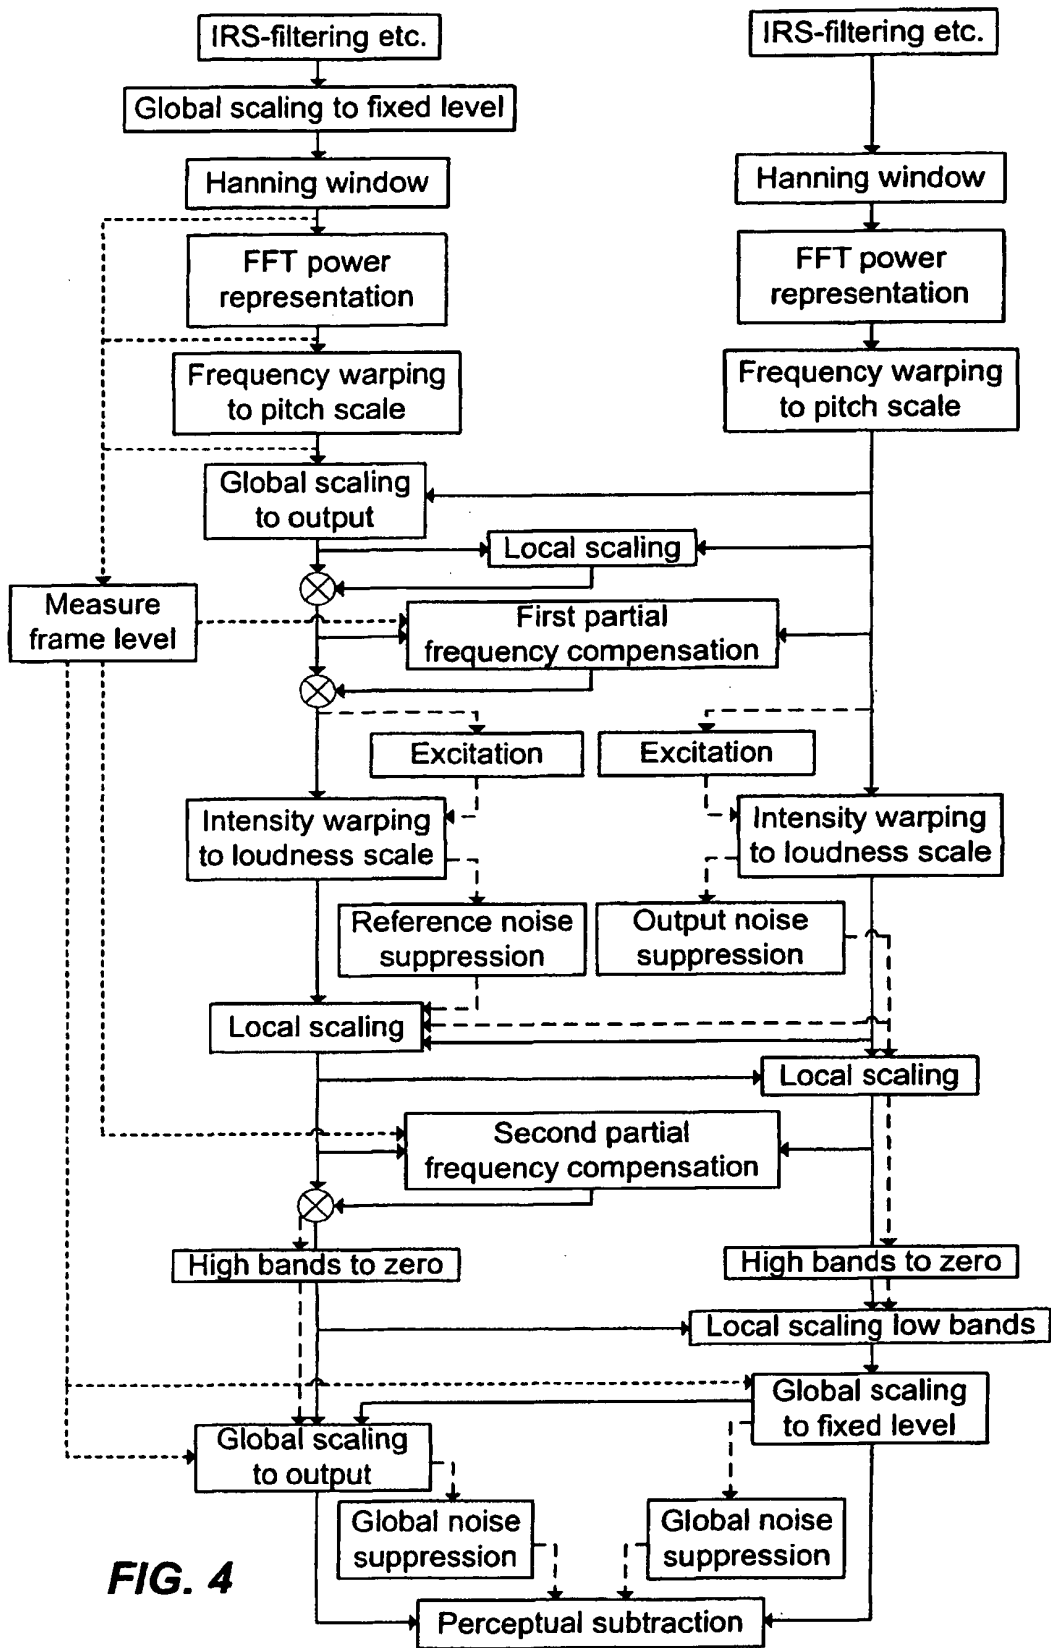 IRS-filtering etc.
IRS-filtering etc.
Global scaling to fixed level
Hanning window
Hanning window
FFT power
representation
FFT power
representation
Frequency warping
to pitch scale
Frequency warping
to pitch scale
Global scaling
to output
Local scaling
Measure
frame level
First partial
frequency compensation
Excitation
Excitation
Intensity warping
to loudness scale
Intensity warping
to loudness scale
Reference noise
suppression
Output noise
suppression
Local scaling
Local scaling
Second partial
frequency compensation
High bands to zero
High bands to zero
Local scaling low bands
Global scaling
to fixed level
Global scaling
to output
Global noise
suppression
Global noise
suppression
FIG. 4
Perceptual subtraction